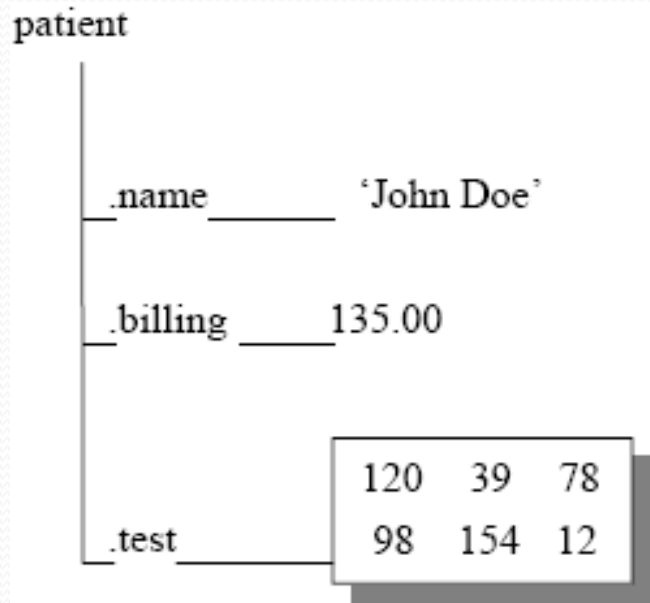 patient
.name ‘John Doe’
.billing 135.00
120 39 78
.test 98 154 12